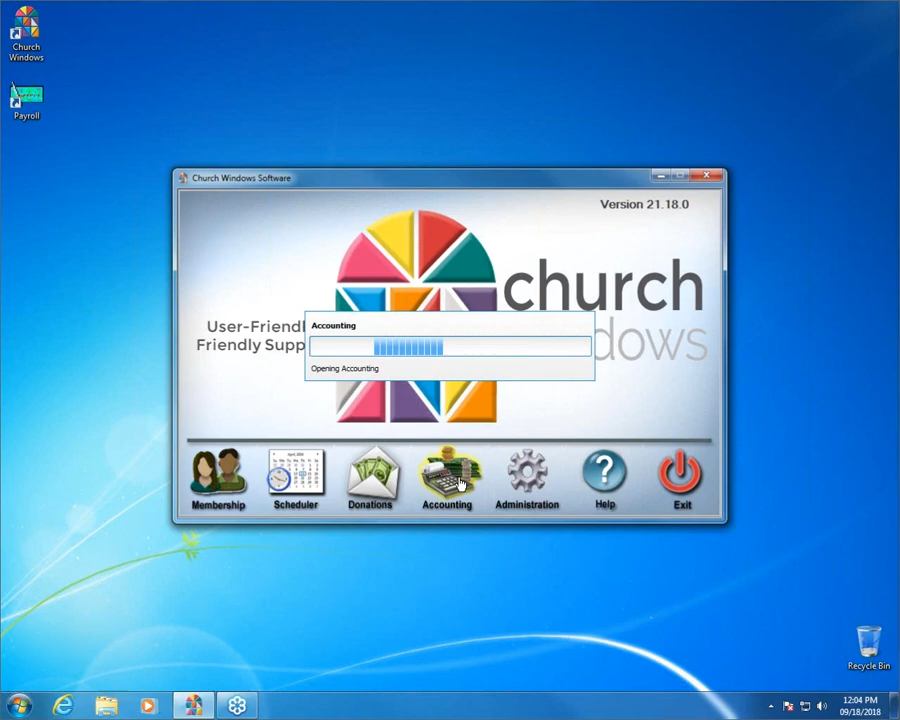 Church
Windows
Payroll
Church Windows Software
Version 21.18.0
church
User-Friendl
Friendly Supp
Accounting
Opening Accounting
dows
Membership
Scheduler
Donations
Accounting
Administration
Help
Exit
Recycle Bin
12:04 PM
09/18/2018